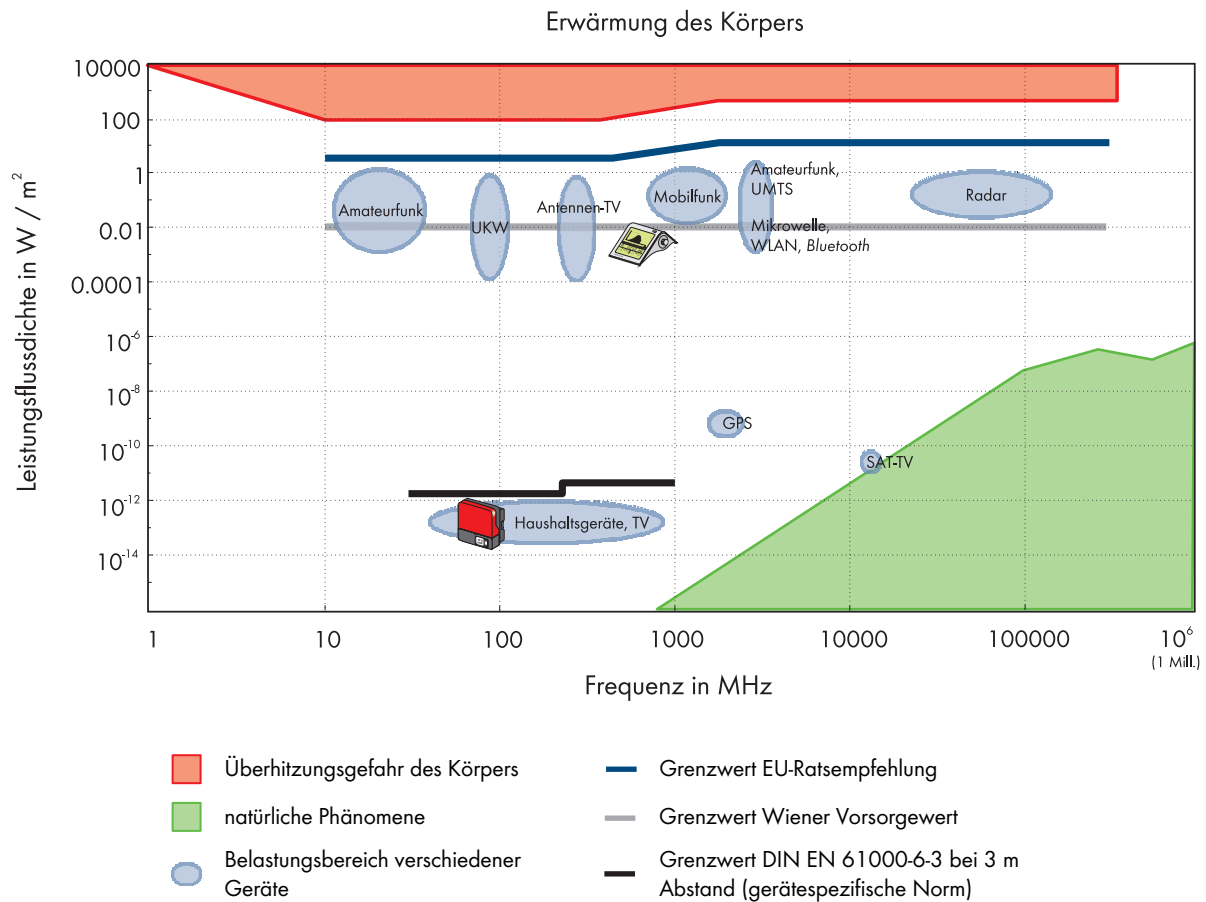 Erwärmung des Körpers
Leistungsflussdichte in W / m²
10000
100
1
0.01
0.0001
10⁻⁶
10⁻⁸
10⁻¹⁰
10⁻¹²
10⁻¹⁴
Amateurfunk
UKW
Antennen-TV
Mobilfunk
Amateurfunk,
UMTS
Mikrowelle,
WLAN, Bluetooth
Radar
GPS
SAT-TV
Haushaltsgeräte, TV
1
10
100
1000
10000
100000
10⁶
(1 Mill.)
Frequenz in MHz
Überhitzungsgefahr des Körpers
natürliche Phänomene
Belastungsbereich verschiedener
Geräte
Grenzwert EU-Ratsempfehlung
Grenzwert Wiener Vorsorgewert
Grenzwert DIN EN 61000-6-3 bei 3 m
Abstand (gerätespezifische Norm)